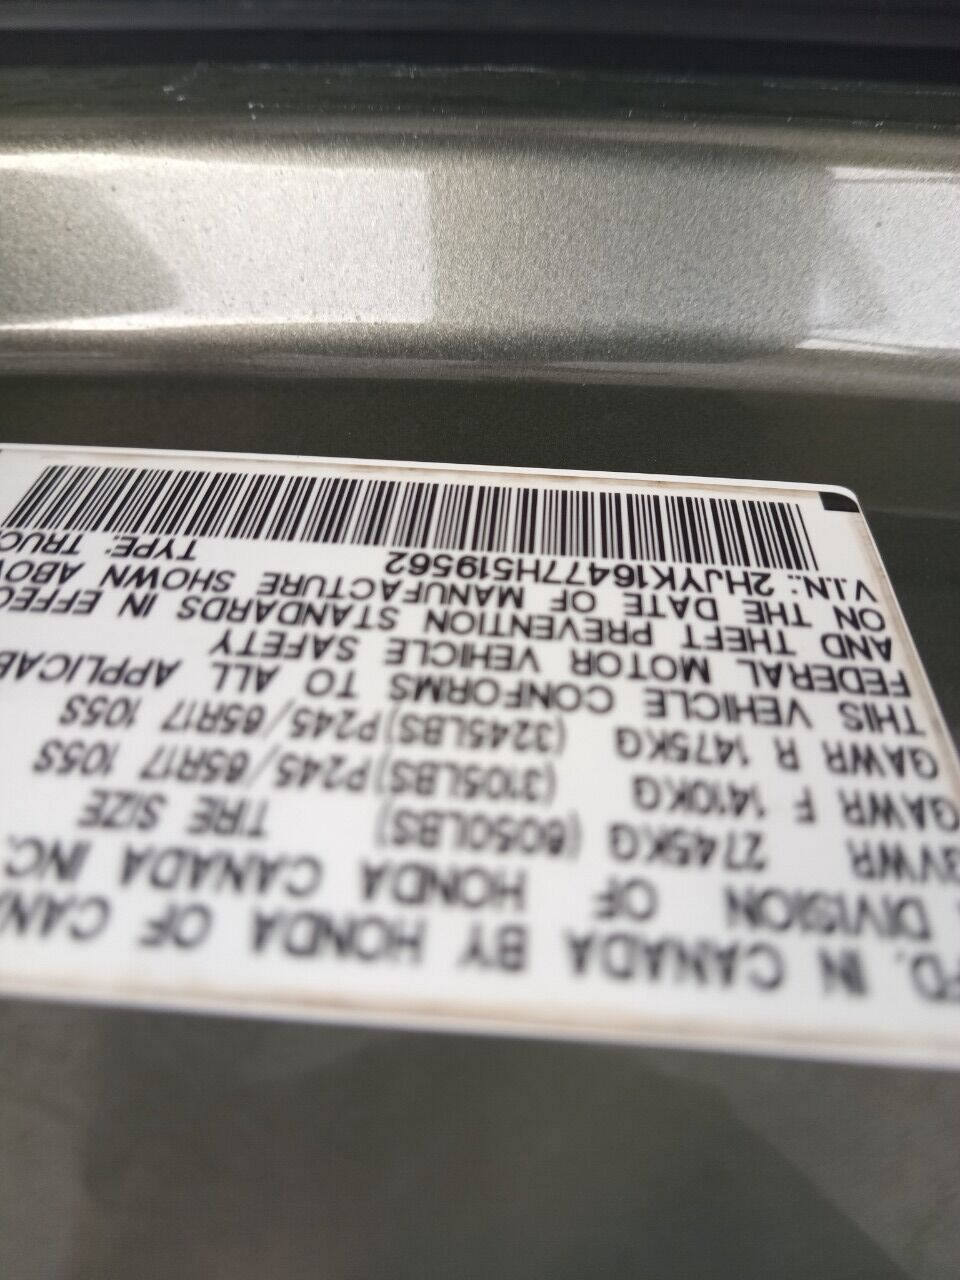 FD. IN CANADA BY HONDA OF CAN
DIVISION OF HONDA CANADA INC.
GVWR 2745KG (6050LBS) TIRE SIZE
GAWR F 1410KG (3105LBS) P245/65R17 105S
GAWR R 1475KG (3245LBS) P245/65R17 105S
THIS VEHICLE CONFORMS TO ALL APPLICAB
FEDERAL MOTOR VEHICLE SAFETY
AND THEFT PREVENTION STANDARDS IN EFFEC
ON THE DATE OF MANUFACTURE SHOWN ABOV
V.I.N.: 2HJYK16477H519562 TYPE: TRUC